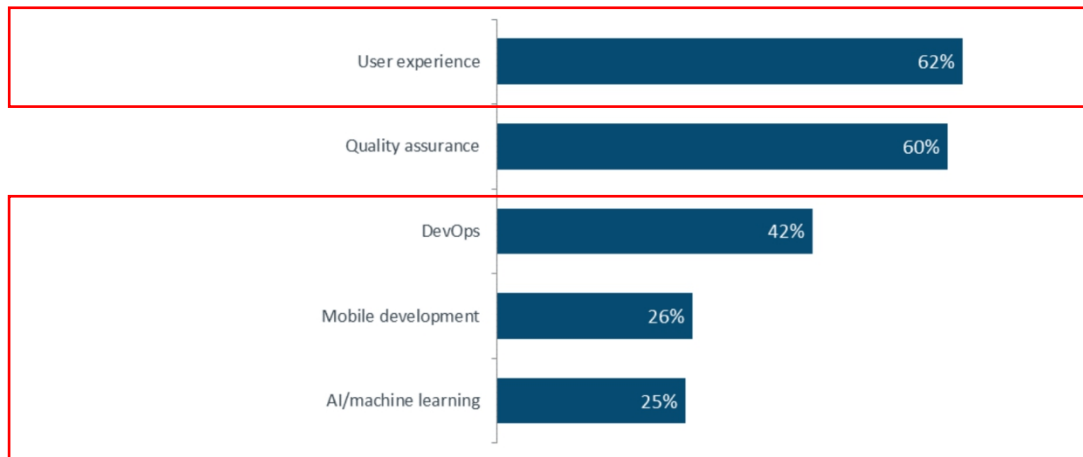 User experience 62%
Quality assurance 60%
DevOps 42%
Mobile development 26%
AI/machine learning 25%